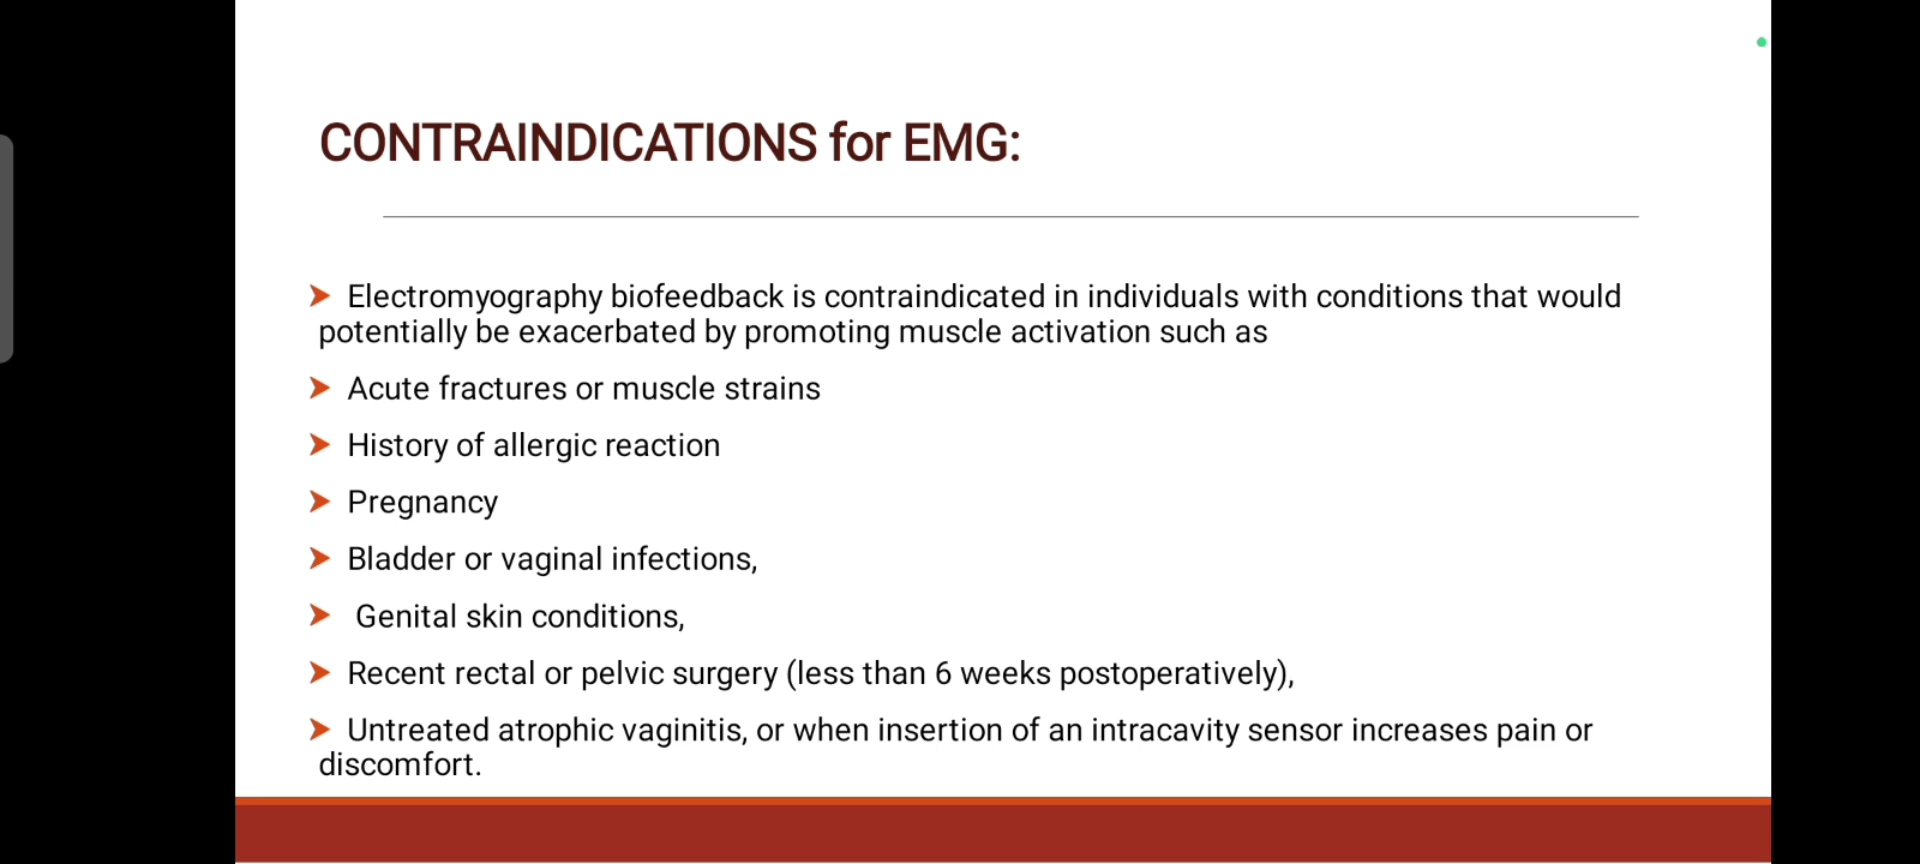 CONTRAINDICATIONS for EMG:
➤ Electromyography biofeedback is contraindicated in individuals with conditions that would
potentially be exacerbated by promoting muscle activation such as
➤ Acute fractures or muscle strains
➤ History of allergic reaction
➤ Pregnancy
➤ Bladder or vaginal infections,
➤ Genital skin conditions,
➤ Recent rectal or pelvic surgery (less than 6 weeks postoperatively),
➤ Untreated atrophic vaginitis, or when insertion of an intracavity sensor increases pain or
discomfort.